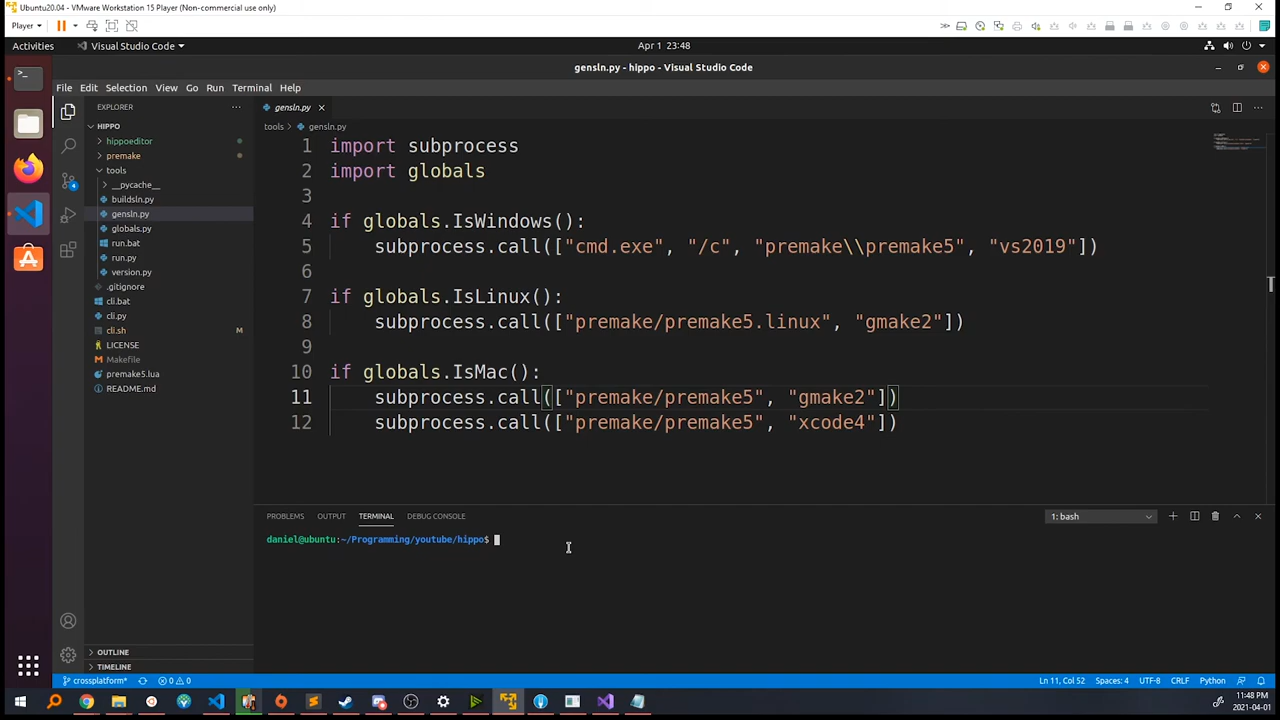 Ubuntu20.04 - VMware Workstation 15 Player (Non-commercial use only)
Player
Activities
Visual Studio Code
Apr 1 23:48
gensln.py - hippo - Visual Studio Code
File Edit Selection View Go Run Terminal Help
EXPLORER
gensln.py
HIPPO
tools > gensln.py
hippoeditor
premake
tools
__pycache__
buildsln.py
gensln.py
globals.py
run.bat
run.py
version.py
.gitignore
cli.bat
cli.py
cli.sh M
LICENSE
Makefile
premake5.lua
README.md
OUTLINE
TIMELINE
1 import subprocess
2 import globals
3
4 if globals.IsWindows():
5 subprocess.call(["cmd.exe", "/c", "premake\\premake5", "vs2019"])
6
7 if globals.IsLinux():
8 subprocess.call(["premake/premake5.linux", "gmake2"])
9
10 if globals.IsMac():
11 subprocess.call(["premake/premake5", "gmake2"])
12 subprocess.call(["premake/premake5", "xcode4"])
PROBLEMS OUTPUT TERMINAL DEBUG CONSOLE
1: bash
daniel@ubuntu:~/Programming/youtube/hippo$
crossplatform* 0 0
Ln 11, Col 52 Spaces: 4 UTF-8 CRLF Python
11:48 PM
2021-04-01